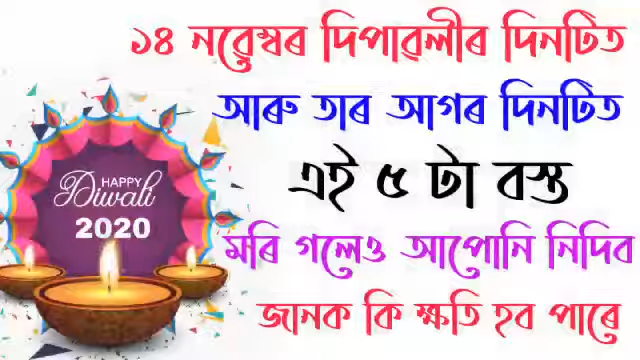 ১৪ নৱেম্বৰ দিপাৱলীৰ দিনটিত
আৰু তাৰ আগৰ দিনটিত
এই ৫ টা বস্তু
মৰি গলেও আপোনি নিদিব
জানক কি ক্ষতি হব পাৰে
HAPPY
Diwali
2020